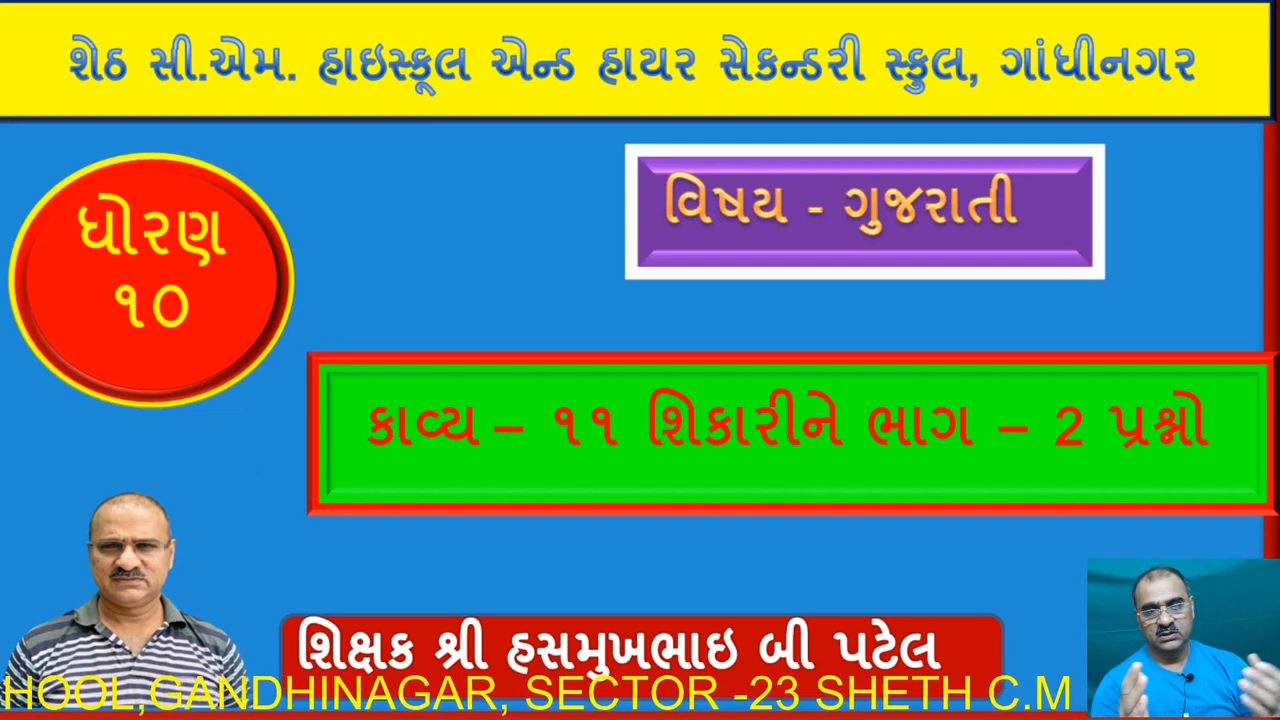 શેઠ સી.એમ. હાઇસ્કૂલ એન્ડ હાયર સેકન્ડરી સ્કુલ, ગાંધીનગર
ધોરણ
૧૦
વિષય - ગુજરાતી
કાવ્ય – ૧૧ શિકારીને ભાગ – 2 પ્રશ્નો
શિક્ષક શ્રી હસમુખભાઇ બી પટેલ
HOOL,GANDHINAGAR, SECTOR -23 SHETH C.M